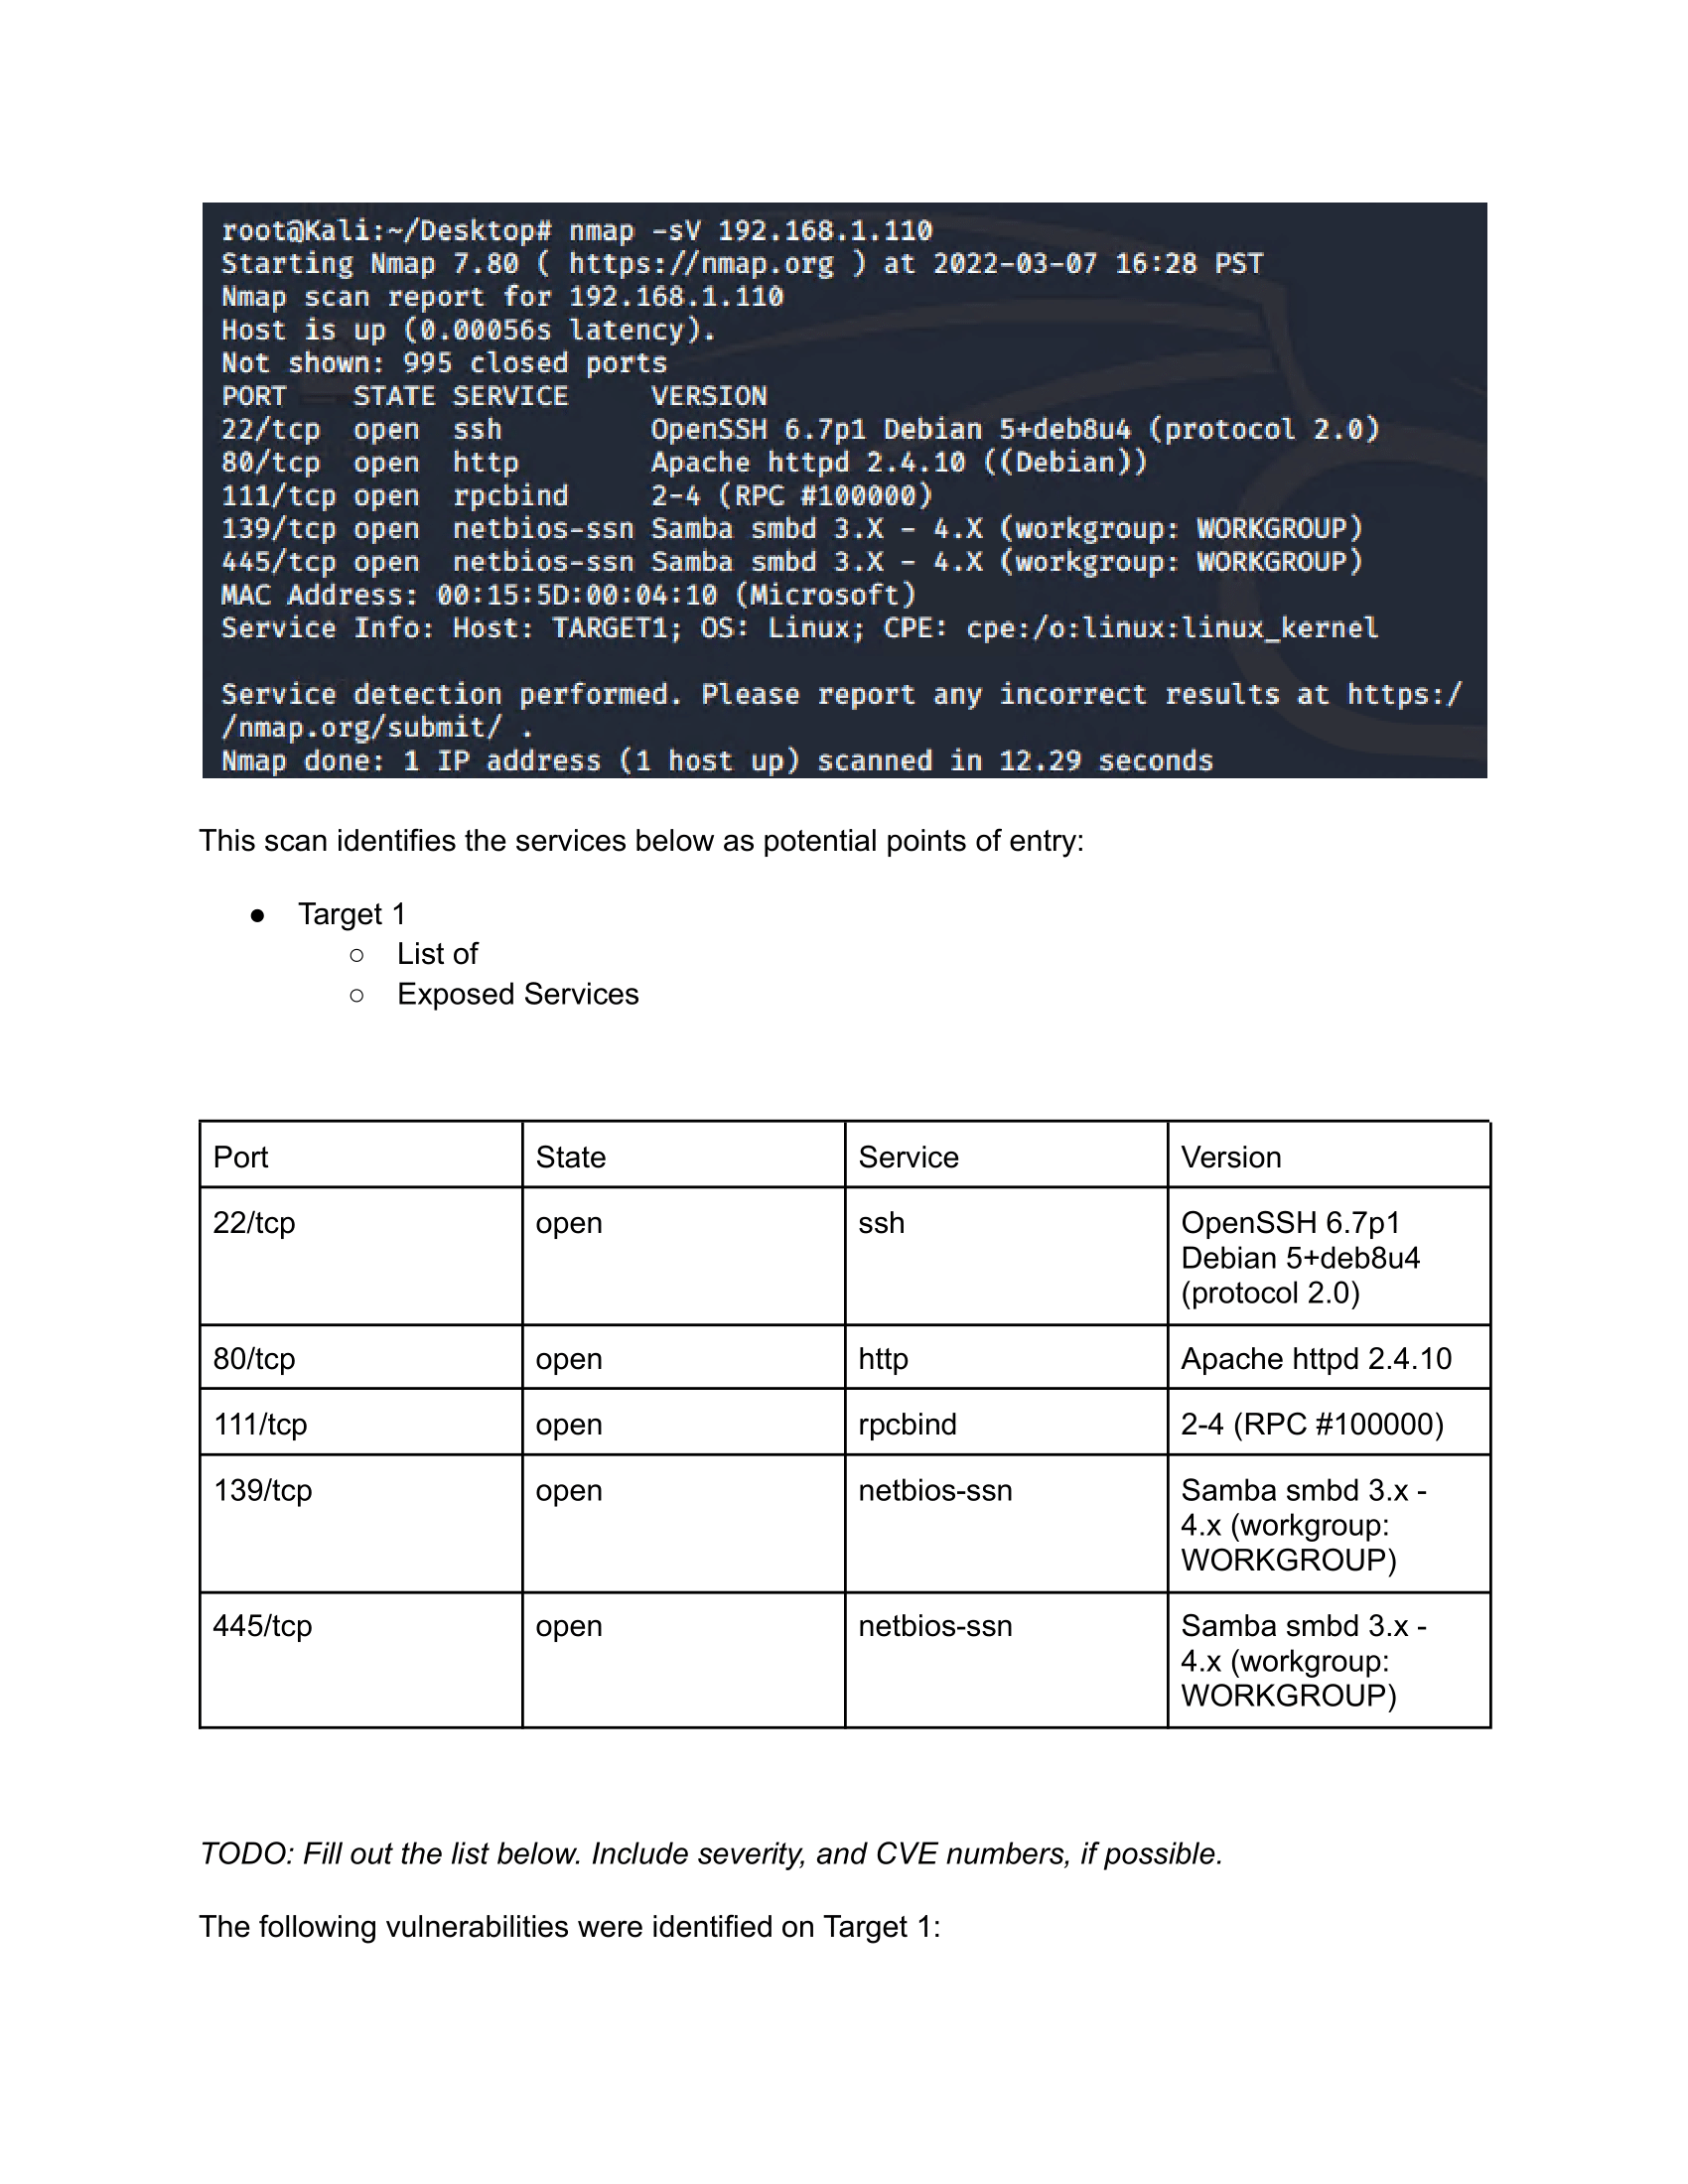 root@Kali:~/Desktop# nmap -sV 192.168.1.110
Starting Nmap 7.80 ( https://nmap.org ) at 2022-03-07 16:28 PST
Nmap scan report for 192.168.1.110
Host is up (0.00056s latency).
Not shown: 995 closed ports
PORT    STATE SERVICE     VERSION
22/tcp  open  ssh         OpenSSH 6.7p1 Debian 5+deb8u4 (protocol 2.0)
80/tcp  open  http        Apache httpd 2.4.10 ((Debian))
111/tcp open  rpcbind     2-4 (RPC #100000)
139/tcp open  netbios-ssn Samba smbd 3.X - 4.X (workgroup: WORKGROUP)
445/tcp open  netbios-ssn Samba smbd 3.X - 4.X (workgroup: WORKGROUP)
MAC Address: 00:15:5D:00:04:10 (Microsoft)
Service Info: Host: TARGET1; OS: Linux; CPE: cpe:/o:linux:linux_kernel
Service detection performed. Please report any incorrect results at https:/
/nmap.org/submit/ .
Nmap done: 1 IP address (1 host up) scanned in 12.29 seconds
This scan identifies the services below as potential points of entry:
● Target 1
○ List of
○ Exposed Services
Port State Service Version
22/tcp open ssh OpenSSH 6.7p1
Debian 5+deb8u4
(protocol 2.0)
80/tcp open http Apache httpd 2.4.10
111/tcp open rpcbind 2-4 (RPC #100000)
139/tcp open netbios-ssn Samba smbd 3.x -
4.x (workgroup:
WORKGROUP)
445/tcp open netbios-ssn Samba smbd 3.x -
4.x (workgroup:
WORKGROUP)
TODO: Fill out the list below. Include severity, and CVE numbers, if possible.
The following vulnerabilities were identified on Target 1: